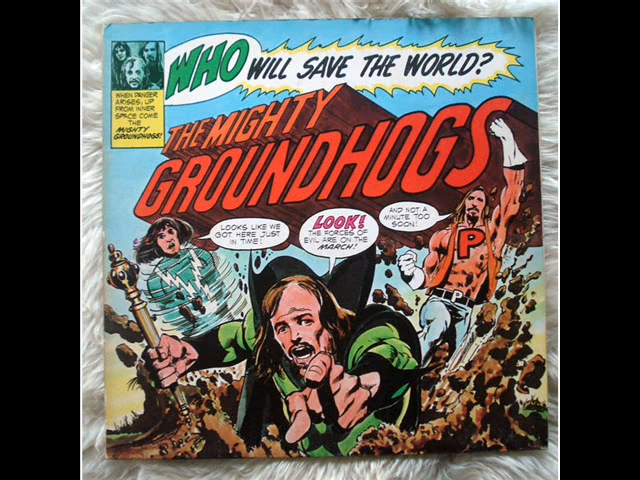 WHO WILL SAVE THE WORLD?
WHEN DANGER
ARISES, UP
FROM INNER
SPACE COME
THE
MIGHTY
GROUNDHOGS!
THE MIGHTY
GROUNDHOGS
LOOKS LIKE WE
GOT HERE JUST
IN TIME!
LOOK!
THE FORCES OF
EVIL ARE ON THE
MARCH!
AND NOT A
MINUTE TOO
SOON!
P
P